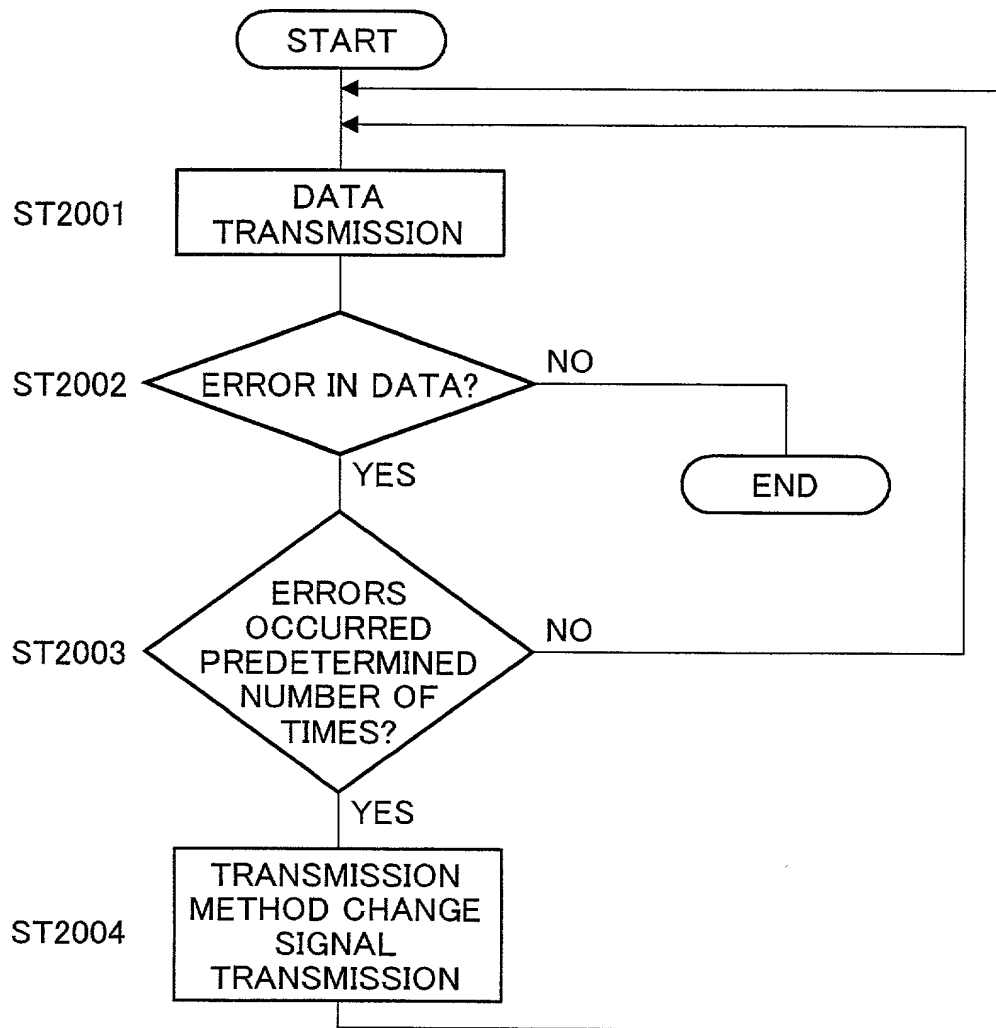 START
ST2001
DATA
TRANSMISSION
ST2002
ERROR IN DATA?
NO
YES
END
ST2003
ERRORS
OCCURRED
PREDETERMINED
NUMBER OF
TIMES?
NO
YES
ST2004
TRANSMISSION
METHOD CHANGE
SIGNAL
TRANSMISSION